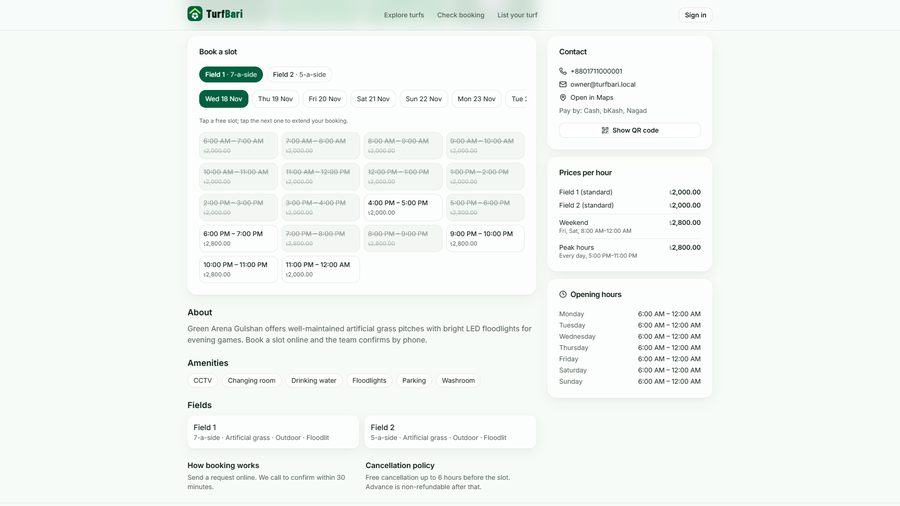 TurfBari
Explore turfs
Check booking
List your turf
Sign in
Book a slot
Field 1 · 7-a-side
Field 2 · 5-a-side
Wed 18 Nov
Thu 19 Nov
Fri 20 Nov
Sat 21 Nov
Sun 22 Nov
Mon 23 Nov
Tue
Tap a free slot; tap the next one to extend your booking.
6:00 AM – 7:00 AM
৳2,000.00
7:00 AM – 8:00 AM
৳2,000.00
8:00 AM – 9:00 AM
৳2,000.00
9:00 AM – 10:00 AM
৳2,000.00
10:00 AM – 11:00 AM
৳2,000.00
11:00 AM – 12:00 PM
৳2,000.00
12:00 PM – 1:00 PM
৳2,000.00
1:00 PM – 2:00 PM
৳2,000.00
2:00 PM – 3:00 PM
৳2,000.00
3:00 PM – 4:00 PM
৳2,000.00
4:00 PM – 5:00 PM
৳2,000.00
5:00 PM – 6:00 PM
৳2,800.00
6:00 PM – 7:00 PM
৳2,800.00
7:00 PM – 8:00 PM
৳2,800.00
8:00 PM – 9:00 PM
৳2,800.00
9:00 PM – 10:00 PM
৳2,800.00
10:00 PM – 11:00 PM
৳2,800.00
11:00 PM – 12:00 AM
৳2,000.00
About
Green Arena Gulshan offers well-maintained artificial grass pitches with bright LED floodlights for
evening games. Book a slot online and the team confirms by phone.
Amenities
CCTV
Changing room
Drinking water
Floodlights
Parking
Washroom
Fields
Field 1
7-a-side · Artificial grass · Outdoor · Floodlit
Field 2
5-a-side · Artificial grass · Outdoor · Floodlit
How booking works
Send a request online. We call to confirm within 30
minutes.
Cancellation policy
Free cancellation up to 6 hours before the slot.
Advance is non-refundable after that.
Contact
+8801711000001
owner@turfbari.local
Open in Maps
Pay by: Cash, bKash, Nagad
Show QR code
Prices per hour
Field 1 (standard) ৳2,000.00
Field 2 (standard) ৳2,000.00
Weekend ৳2,800.00
Fri, Sat, 8:00 AM–12:00 AM
Peak hours ৳2,800.00
Every day, 5:00 PM–11:00 PM
Opening hours
Monday 6:00 AM – 12:00 AM
Tuesday 6:00 AM – 12:00 AM
Wednesday 6:00 AM – 12:00 AM
Thursday 6:00 AM – 12:00 AM
Friday 6:00 AM – 12:00 AM
Saturday 6:00 AM – 12:00 AM
Sunday 6:00 AM – 12:00 AM